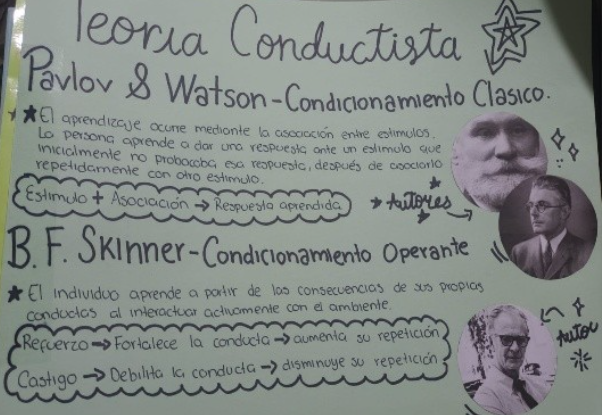 Teoria Conductista
Pavlov & Watson - Condicionamiento Clasico.
★ El aprendizaje ocurre mediante la asociación entre estimulos.
La persona aprende a dar una respuesta ante un estimulo que
inicialmente no probocaba esa respuesta, después de asociarlo
repetidamente con otro estimulo.
Estimulo + Asociación → Respuesta aprendida
Autores →
B. F. Skinner - Condicionamiento Operante
★ El individuo aprende a partir de las consecuencias de sus propias
conductas al interactuar activamente con el ambiente.
Refuerzo → Fortalece la conducta → aumenta su repetición
Castigo → Debilita la conducta → disminuye su repetición
Autor